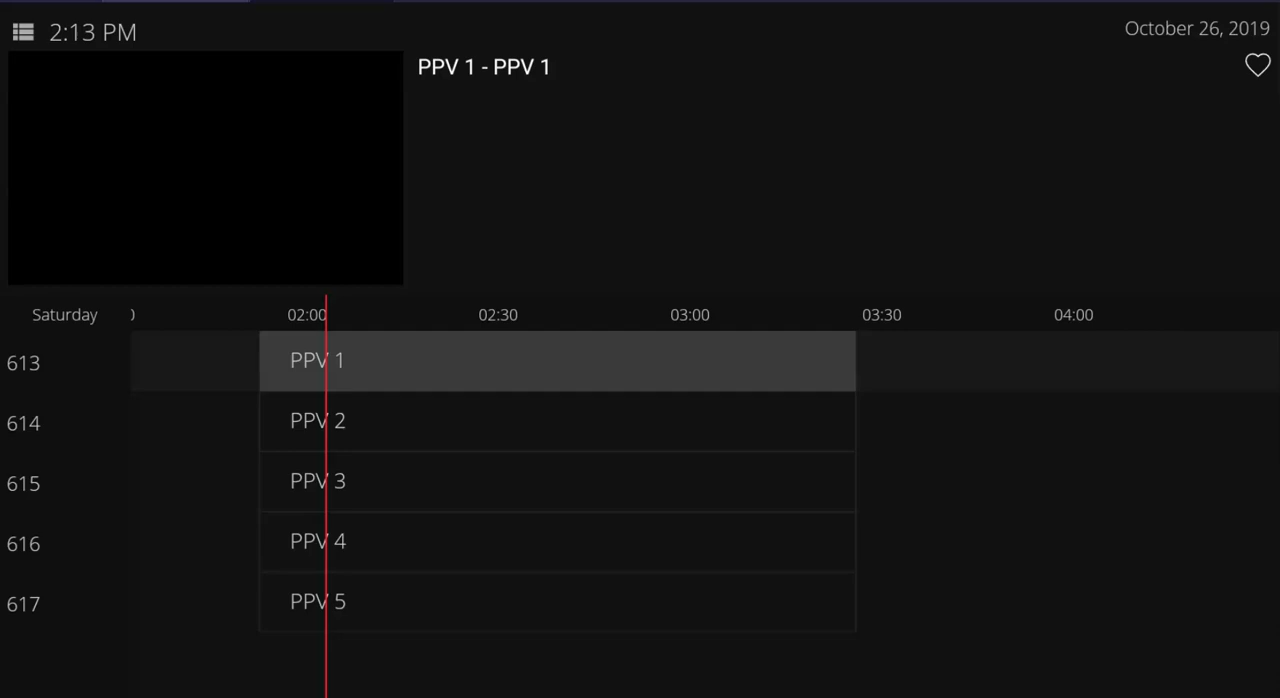 2:13 PM
October 26, 2019
PPV 1 - PPV 1
Saturday
02:00
02:30
03:00
03:30
04:00
613
PPV 1
614
PPV 2
615
PPV 3
616
PPV 4
617
PPV 5